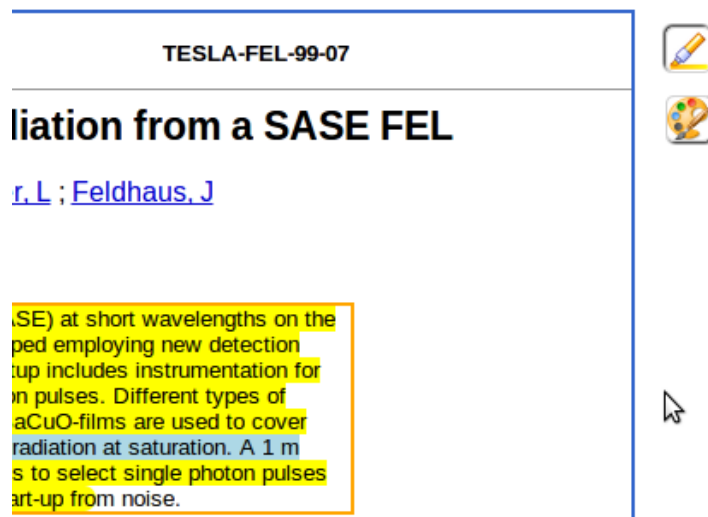 TESLA-FEL-99-07
liation from a SASE FEL
r, L ; Feldhaus, J
ASE) at short wavelengths on the
ped employing new detection
tup includes instrumentation for
on pulses. Different types of
aCuO-films are used to cover
radiation at saturation. A 1 m
s to select single photon pulses
art-up from noise.